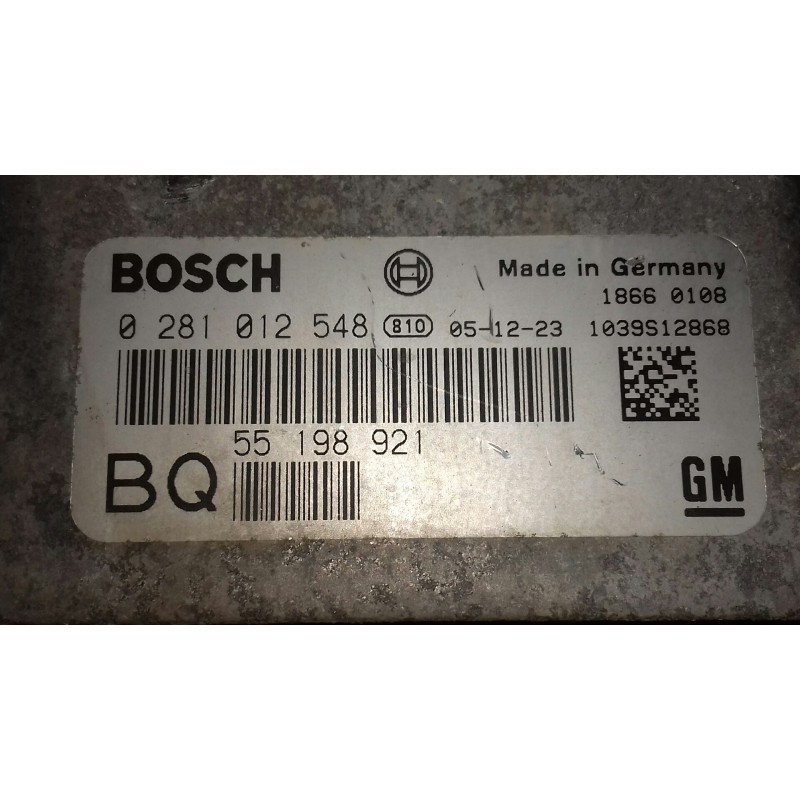 BOSCH Made in Germany
1866 0108
0 281 012 548 810 05-12-23 1039S12868
55 198 921
BQ GM